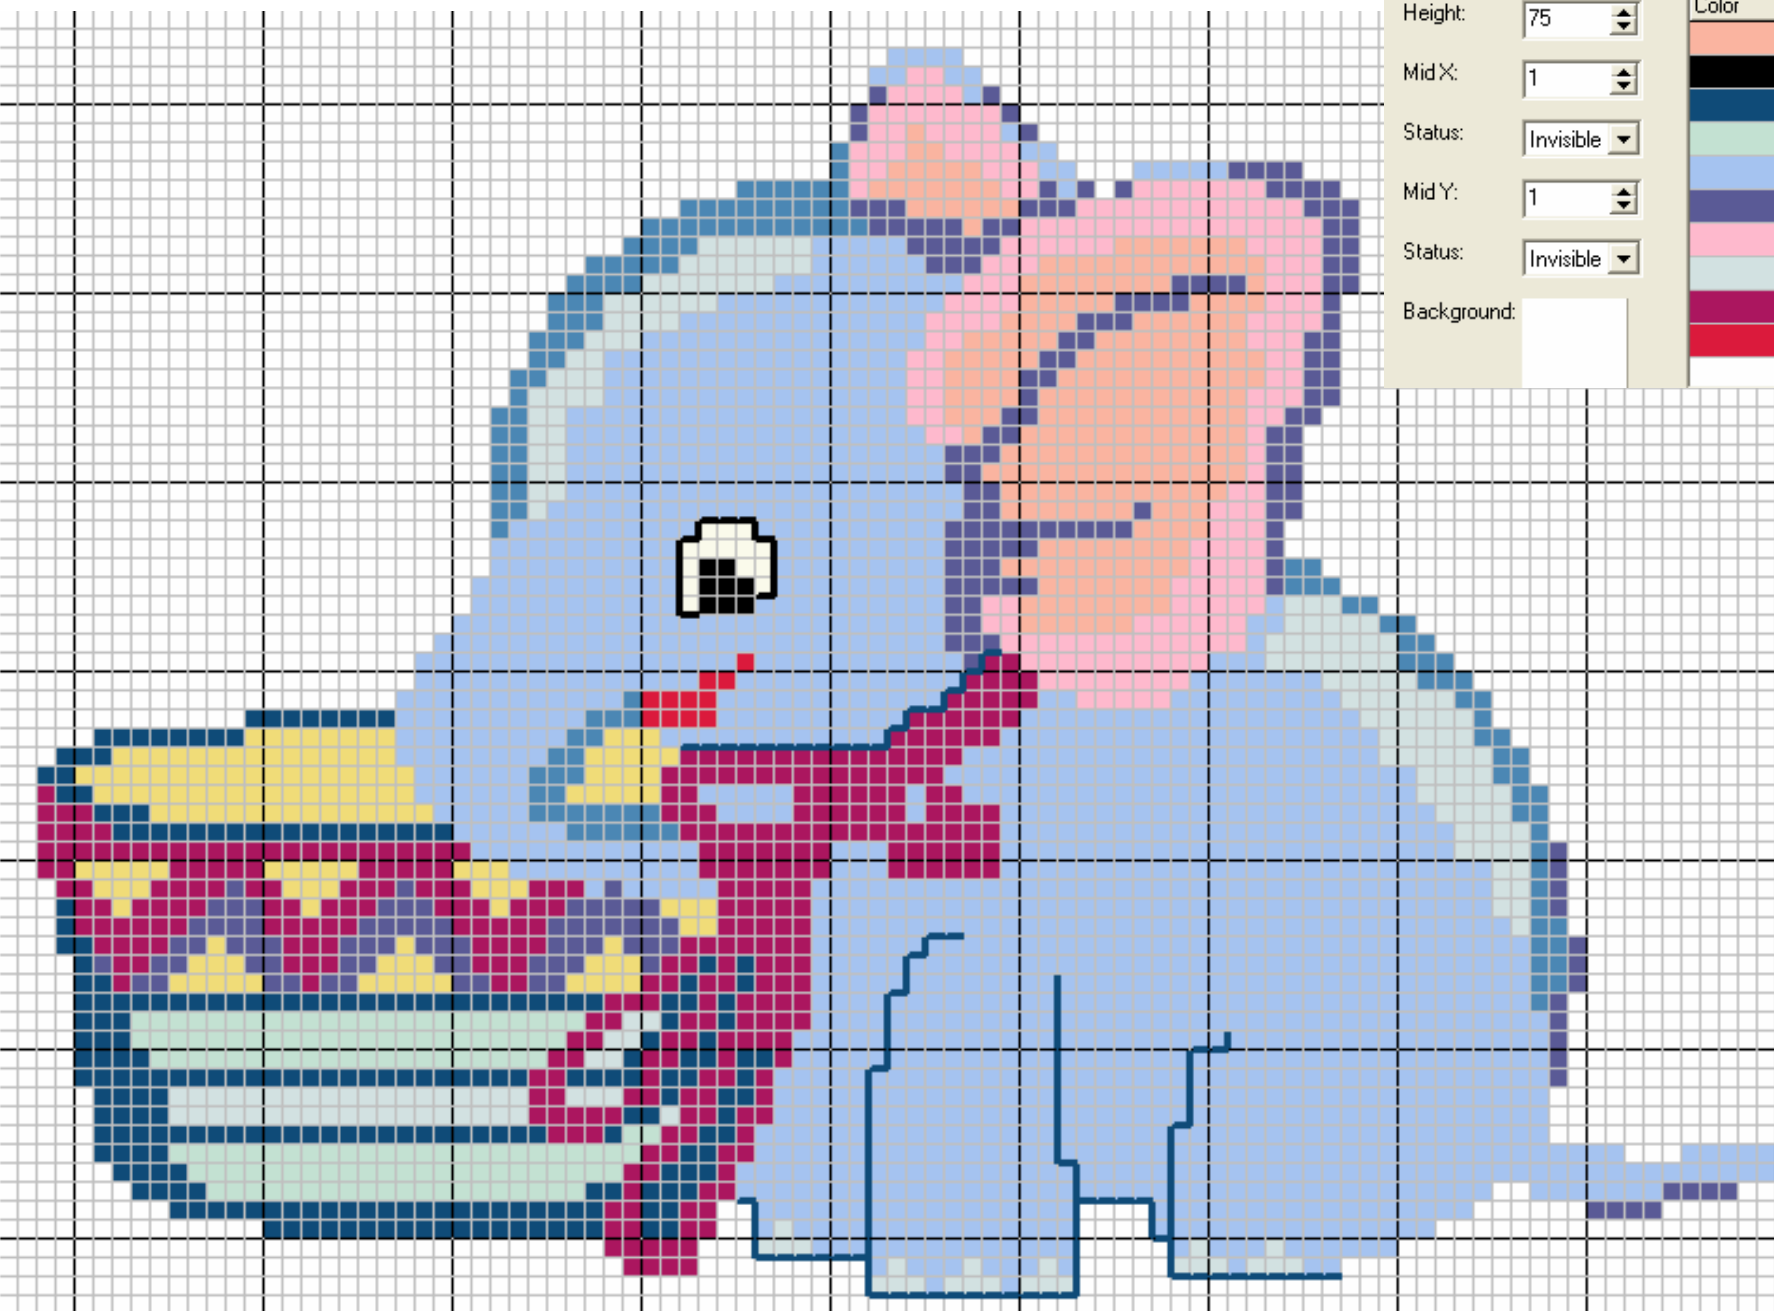 Height: 75
Mid X: 1
Status: Invisible
Mid Y: 1
Status: Invisible
Background:
Color